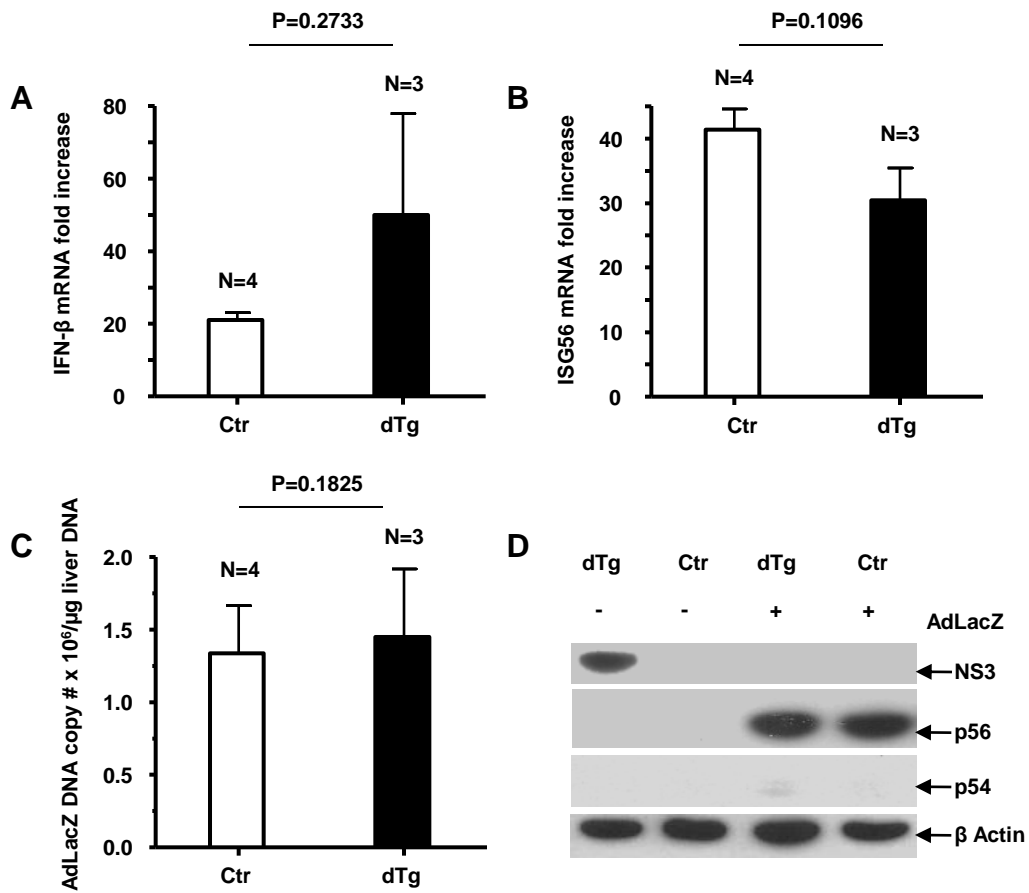 A
P=0.2733
N=3
N=4
IFN-β mRNA fold increase
80
60
40
20
0
Ctr
dTg
B
P=0.1096
N=4
N=3
ISG56 mRNA fold increase
40
30
20
10
0
Ctr
dTg
C
P=0.1825
N=4
N=3
AdLacZ DNA copy # x 10⁶/µg liver DNA
2.0
1.5
1.0
0.5
0.0
Ctr
dTg
D
dTg Ctr dTg Ctr
- - + +
AdLacZ
NS3
p56
p54
β Actin